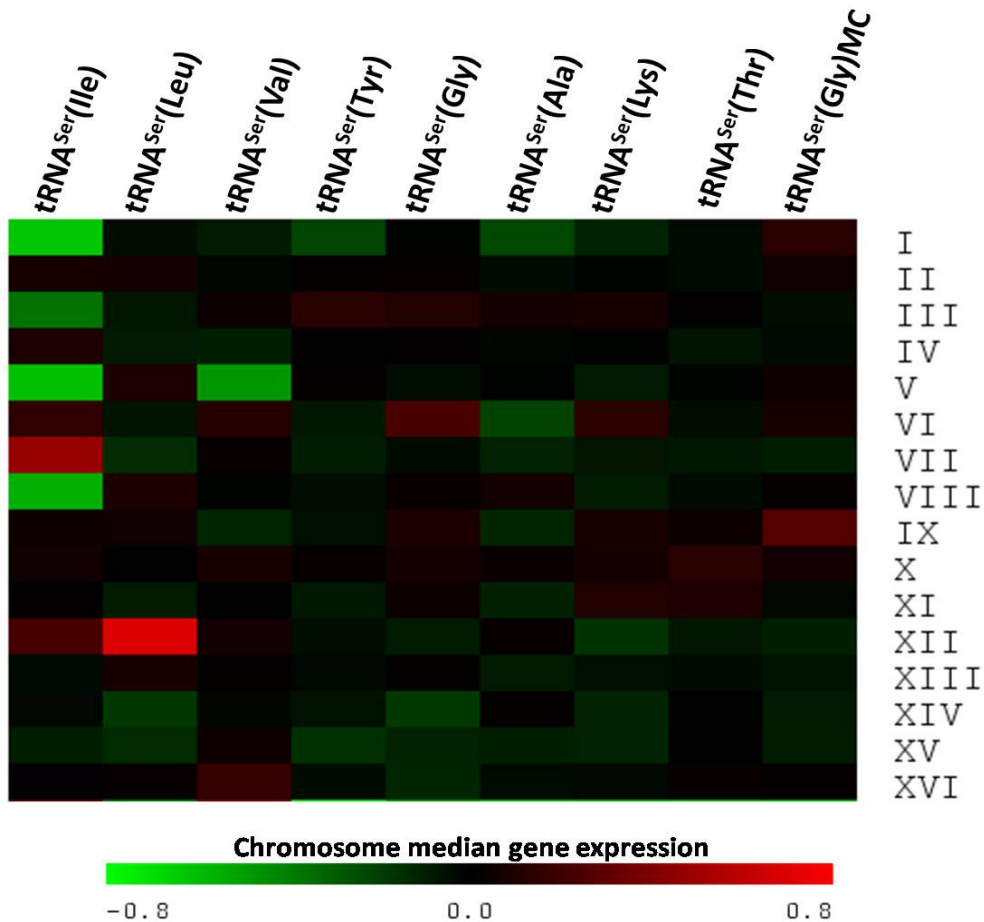 tRNASer(Ile)
tRNASer(Leu)
tRNASer(Val)
tRNASer(Tyr)
tRNASer(Gly)
tRNASer(Ala)
tRNASer(Lys)
tRNASer(Thr)
tRNASer(Gly)MC
I
II
III
IV
V
VI
VII
VIII
IX
X
XI
XII
XIII
XIV
XV
XVI
Chromosome median gene expression
-0.8 0.0 0.8